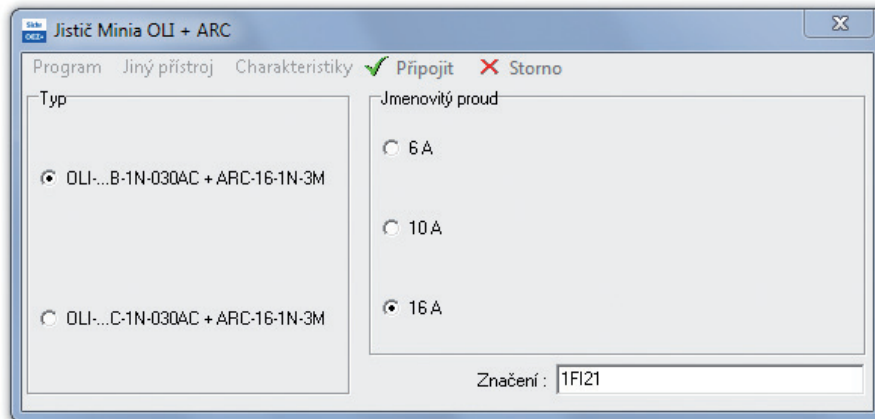 Jistič Minia OLI + ARC
Program Jiný přístroj Charakteristiky Připojit Storno
Typ
OLI-...B-1N-030AC + ARC-16-1N-3M
OLI-...C-1N-030AC + ARC-16-1N-3M
Jmenovitý proud
6 A
10 A
16 A
Značení : 1FI21